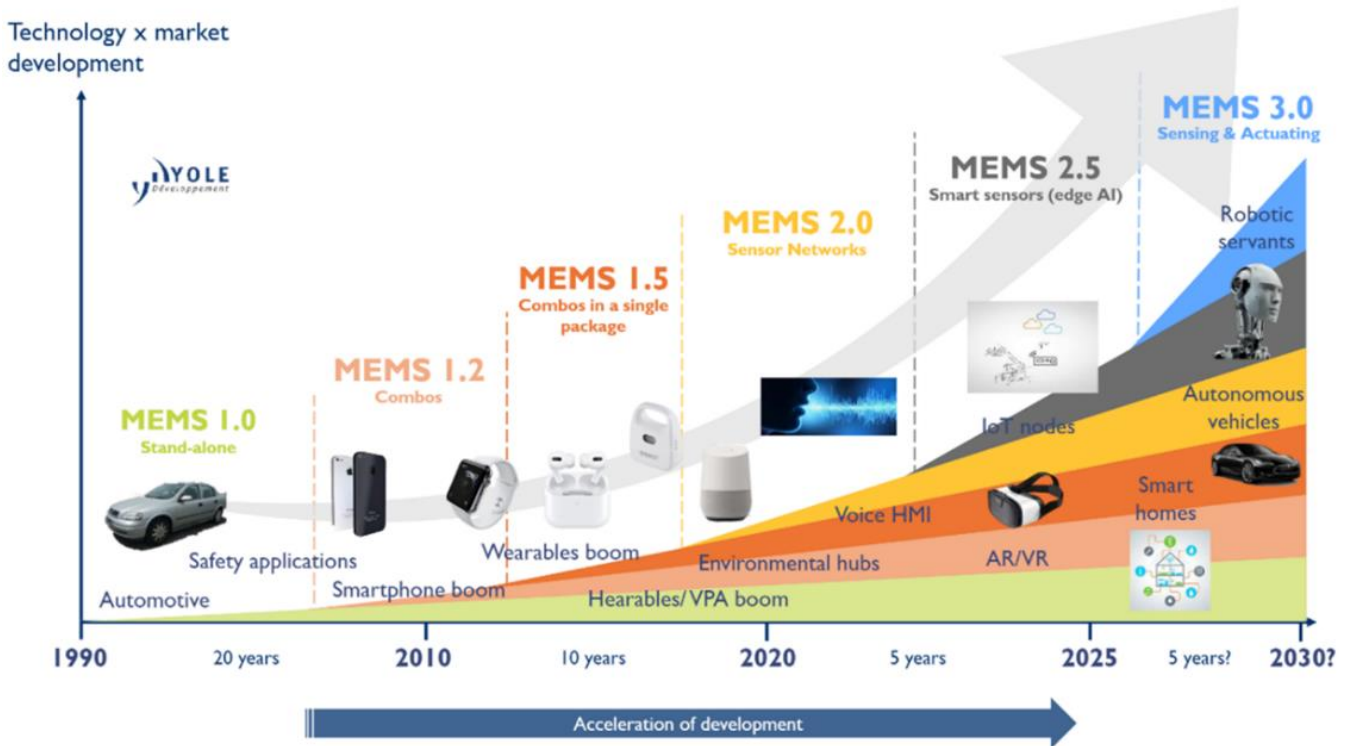 Technology x market
development
YOLE
Développement
MEMS 3.0
Sensing & Actuating
MEMS 2.5
Smart sensors (edge AI)
MEMS 2.0
Sensor Networks
MEMS 1.5
Combos in a single
package
MEMS 1.2
Combos
MEMS 1.0
Stand-alone
Robotic
servants
Autonomous
vehicles
IoT nodes
Smart
homes
Voice HMI
Wearables boom
Environmental hubs
AR/VR
Safety applications
Smartphone boom
Hearables/VPA boom
Automotive
1990
20 years
2010
10 years
2020
5 years
2025
5 years?
2030?
Acceleration of development